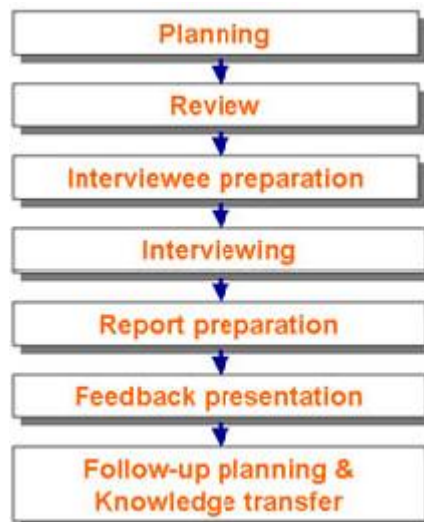 Planning
Review
Interviewee preparation
Interviewing
Report preparation
Feedback presentation
Follow-up planning &
Knowledge transfer